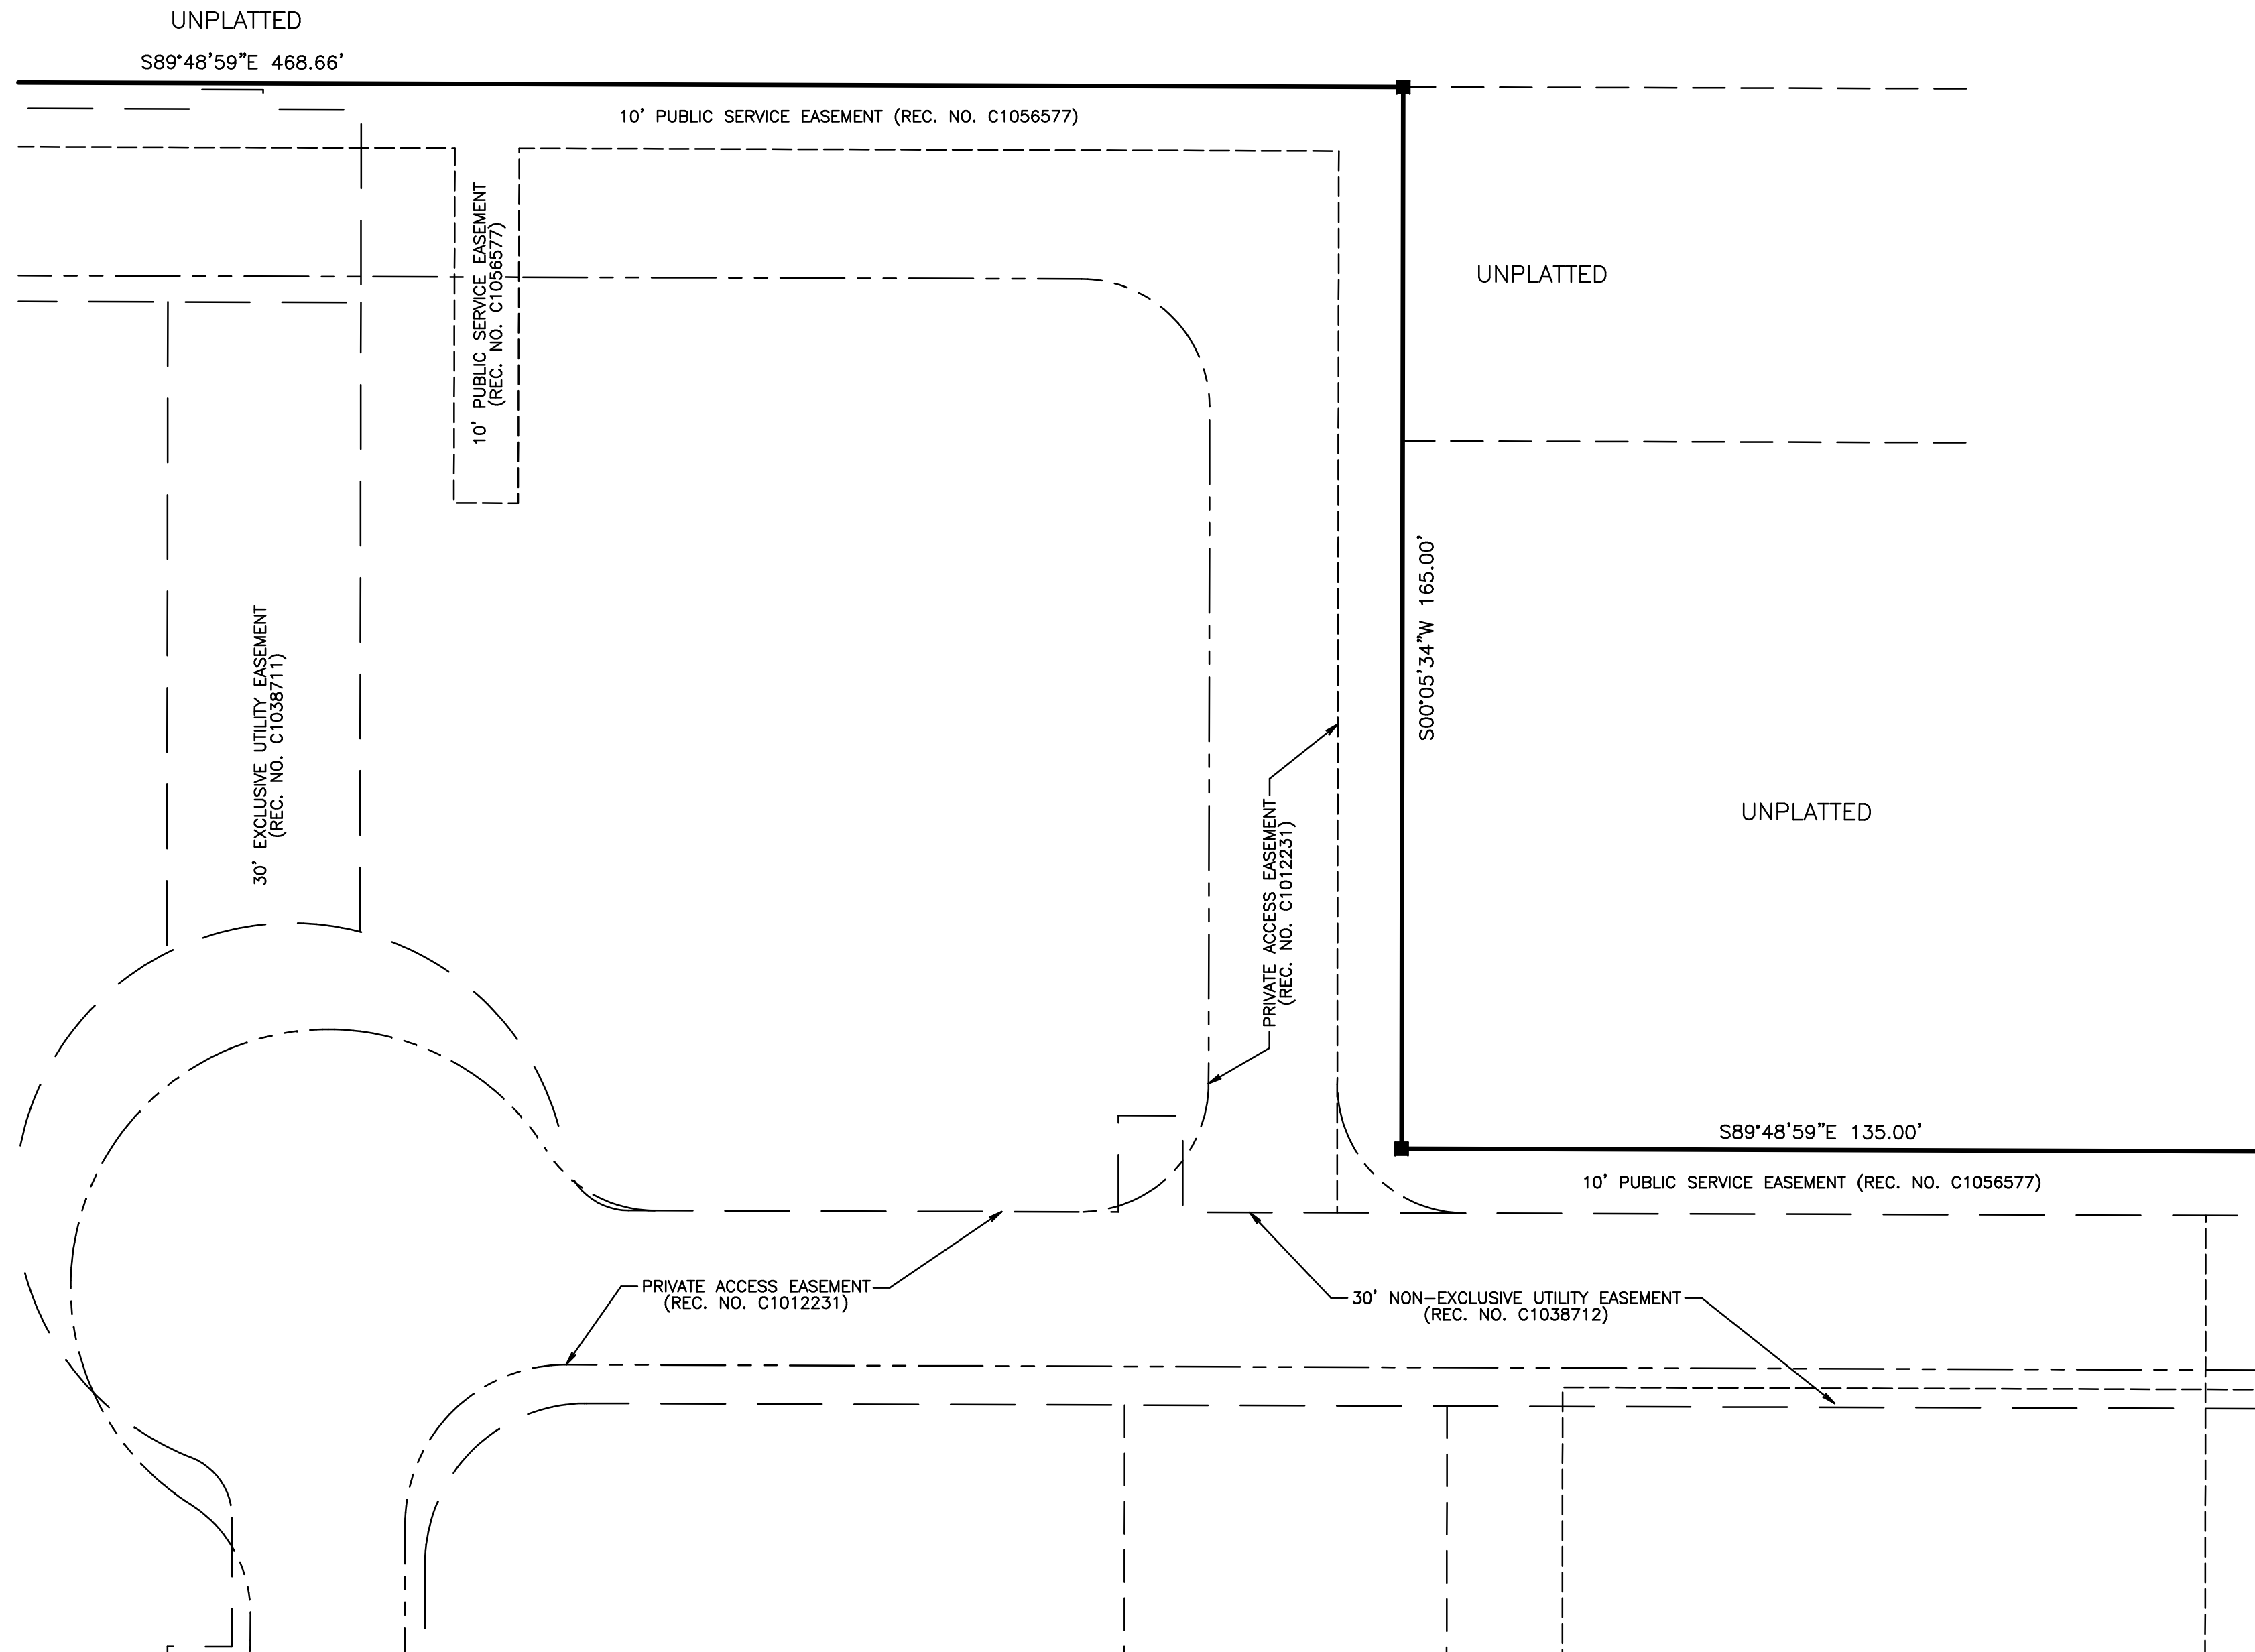 UNPLATTED
S89°48'59"E 468.66'
10' PUBLIC SERVICE EASEMENT (REC. NO. C1056577)
10' PUBLIC SERVICE EASEMENT
(REC. NO. C1056577)
UNPLATTED
S00°05'34"W 165.00'
30' EXCLUSIVE UTILITY EASEMENT
(REC. NO. C1038711)
PRIVATE ACCESS EASEMENT
(REC. NO. C1012231)
UNPLATTED
S89°48'59"E 135.00'
10' PUBLIC SERVICE EASEMENT (REC. NO. C1056577)
PRIVATE ACCESS EASEMENT
(REC. NO. C1012231)
30' NON-EXCLUSIVE UTILITY EASEMENT
(REC. NO. C1038712)